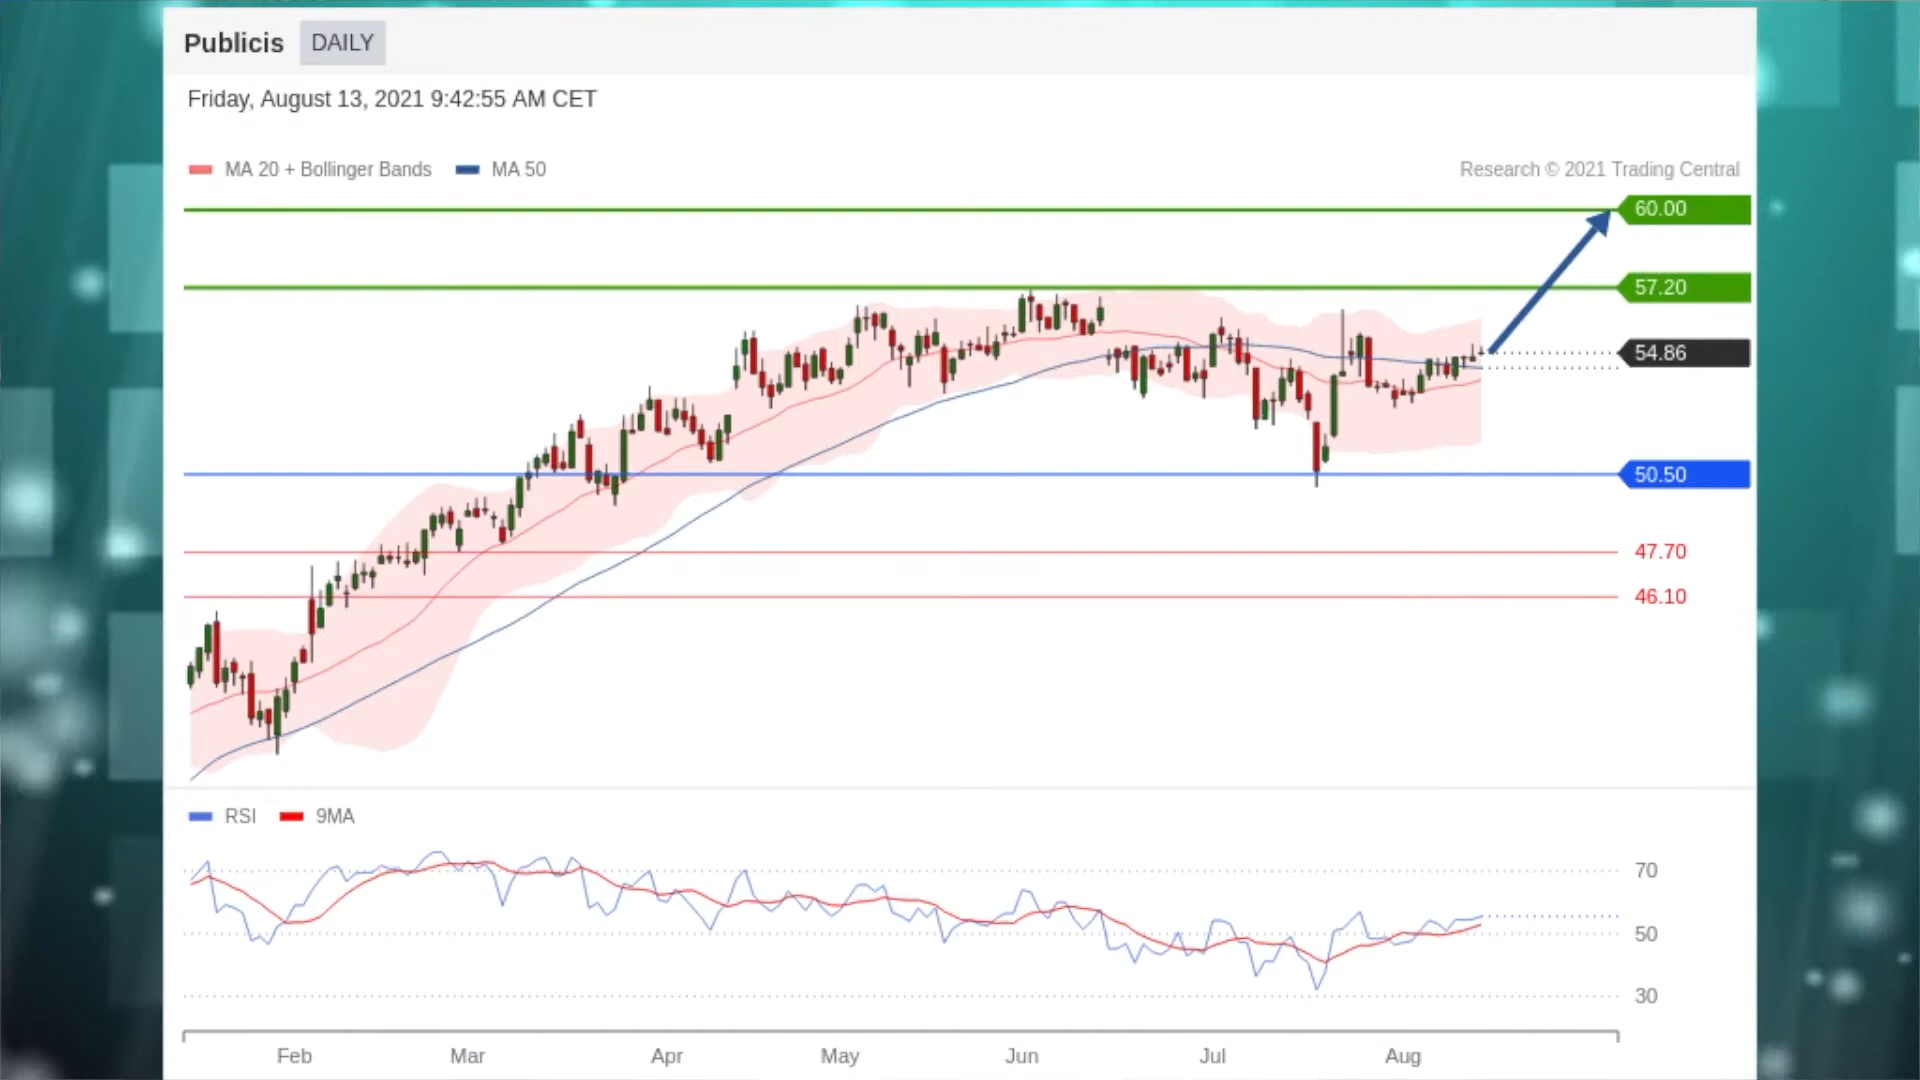 Publicis DAILY
Friday, August 13, 2021 9:42:55 AM CET
MA 20 + Bollinger Bands MA 50
Research © 2021 Trading Central
60.00
57.20
54.86
50.50
47.70
46.10
RSI 9MA
70
50
30
Feb Mar Apr May Jun Jul Aug